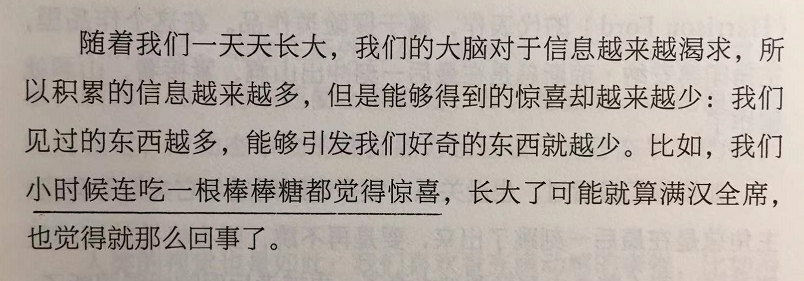 随着我们一天天长大，我们的大脑对于信息越来越渴求，所
以积累的信息越来越多，但是能够得到的惊喜却越来越少：我们
见过的东西越多，能够引发我们好奇的东西就越少。比如，我们
小时候连吃一根棒棒糖都觉得惊喜，长大了可能就算满汉全席，
也觉得就那么回事了。